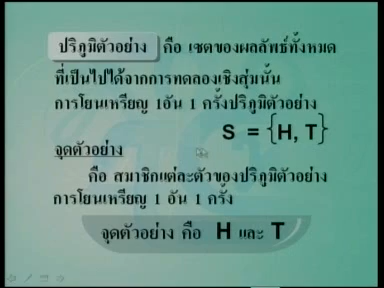 ปริภูมิตัวอย่าง คือ เซตของผลลัพธ์ทั้งหมด
ที่เป็นไปได้จากการทดลองเชิงสุ่มนั้น
การโยนเหรียญ 1อัน 1 ครั้งปริภูมิตัวอย่าง
S = {H, T}
จุดตัวอย่าง
คือ สมาชิกแต่ละตัวของปริภูมิตัวอย่าง
การโยนเหรียญ 1 อัน 1 ครั้ง
จุดตัวอย่าง คือ H และ T